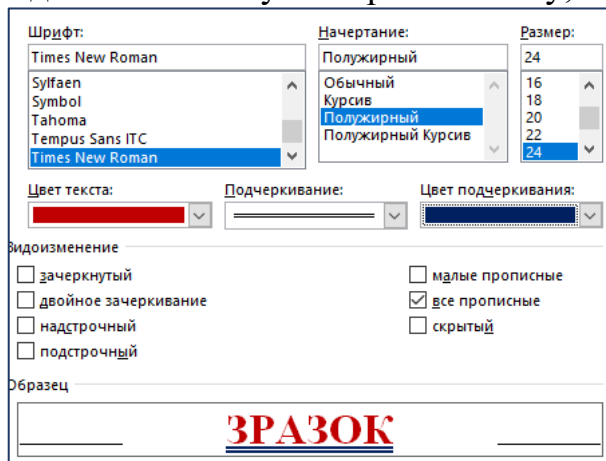 Шрифт: Начертание: Размер:
Times New Roman Полужирный 24
Sylfaen Обычный 16
Symbol Курсив 18
Tahoma Полужирный 20
Tempus Sans ITC Полужирный Курсив 22
Times New Roman 24
Цвет текста: Подчеркивание: Цвет подчеркивания:
Видоизменение
зачеркнутый малые прописные
двойное зачеркивание все прописные
надстрочный скрытый
подстрочный
Образец
ЗРАЗОК